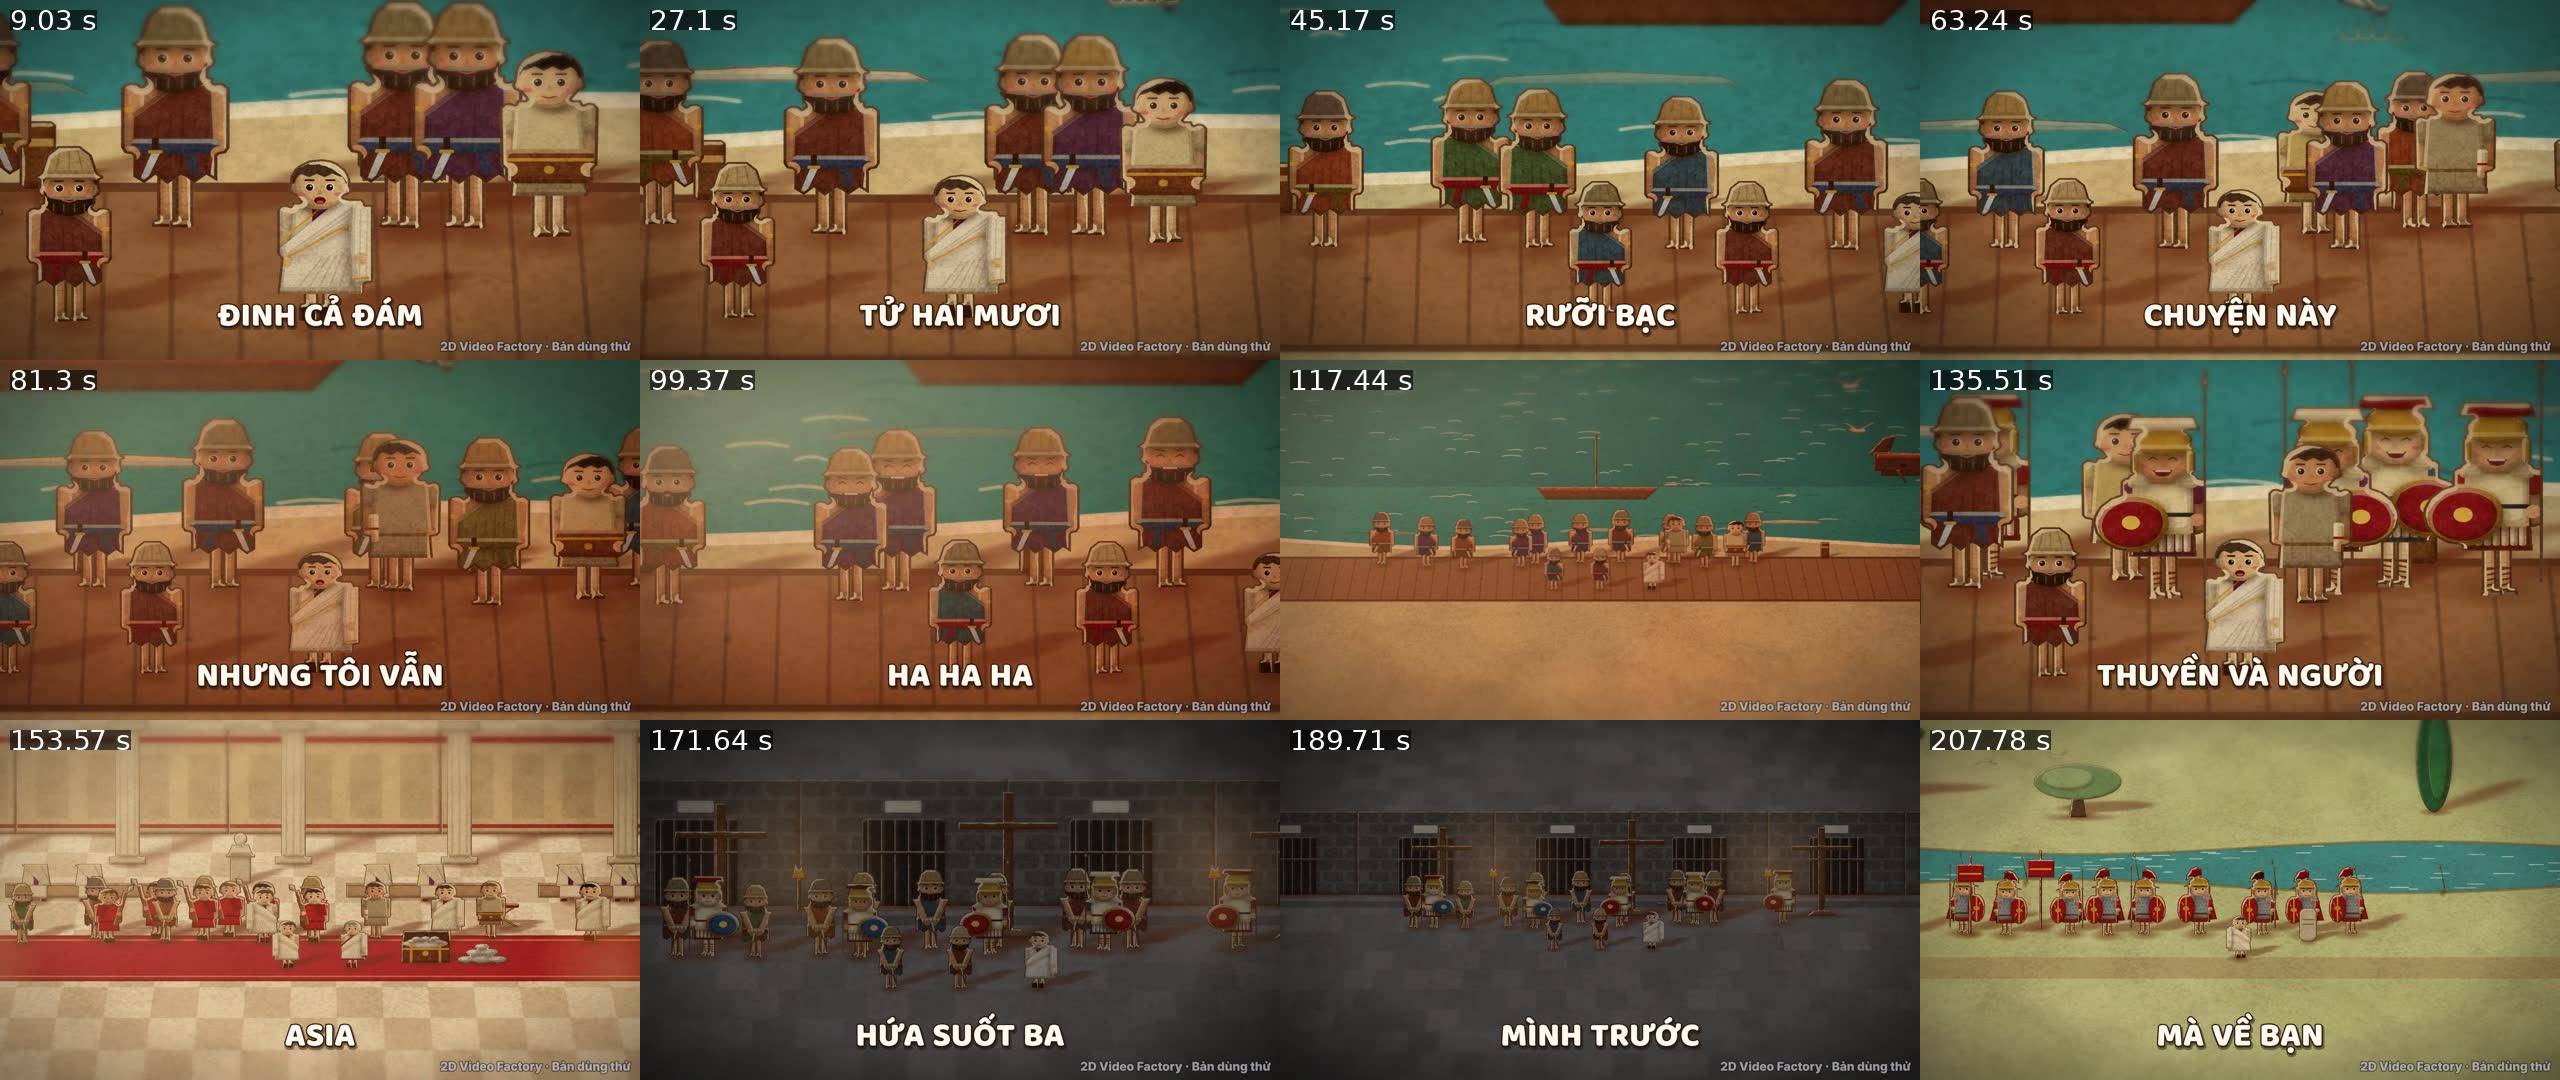 9.03 s
ĐINH CẢ ĐÁM
2D Video Factory · Bản dùng thử
27.1 s
TỬ HAI MƯƠI
2D Video Factory · Bản dùng thử
45.17 s
RƯỠI BẠC
2D Video Factory · Bản dùng thử
63.24 s
CHUYỆN NÀY
2D Video Factory · Bản dùng thử
81.3 s
NHƯNG TÔI VẪN
2D Video Factory · Bản dùng thử
99.37 s
HA HA HA
2D Video Factory · Bản dùng thử
117.44 s
2D Video Factory · Bản dùng thử
135.51 s
THUYỀN VÀ NGƯỜI
2D Video Factory · Bản dùng thử
153.57 s
ASIA
2D Video Factory · Bản dùng thử
171.64 s
HỨA SUỐT BA
2D Video Factory · Bản dùng thử
189.71 s
MÌNH TRƯỚC
2D Video Factory · Bản dùng thử
207.78 s
MÀ VỀ BẠN
2D Video Factory · Bản dùng thử